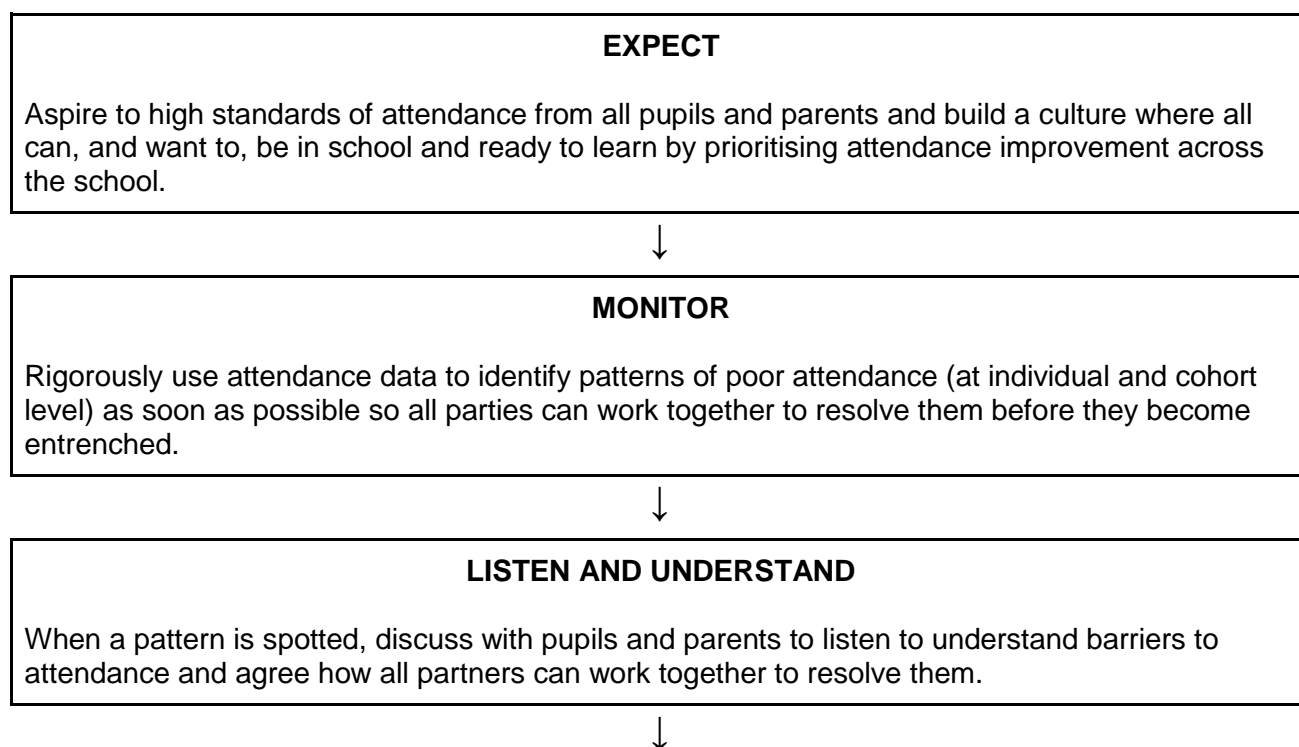 EXPECT
Aspire to high standards of attendance from all pupils and parents and build a culture where all
can, and want to, be in school and ready to learn by prioritising attendance improvement across
the school.
↓
MONITOR
Rigorously use attendance data to identify patterns of poor attendance (at individual and cohort
level) as soon as possible so all parties can work together to resolve them before they become
entrenched.
↓
LISTEN AND UNDERSTAND
When a pattern is spotted, discuss with pupils and parents to listen to understand barriers to
attendance and agree how all partners can work together to resolve them.
↓